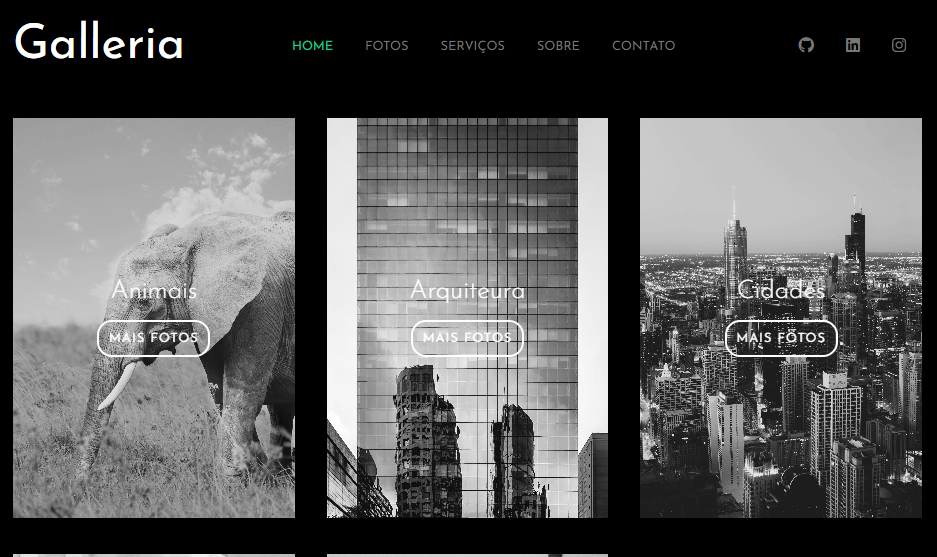 Galleria
HOME FOTOS SERVIÇOS SOBRE CONTATO
Animais
MAIS FOTOS
Arquiteura
MAIS FOTOS
Cidades
MAIS FOTOS